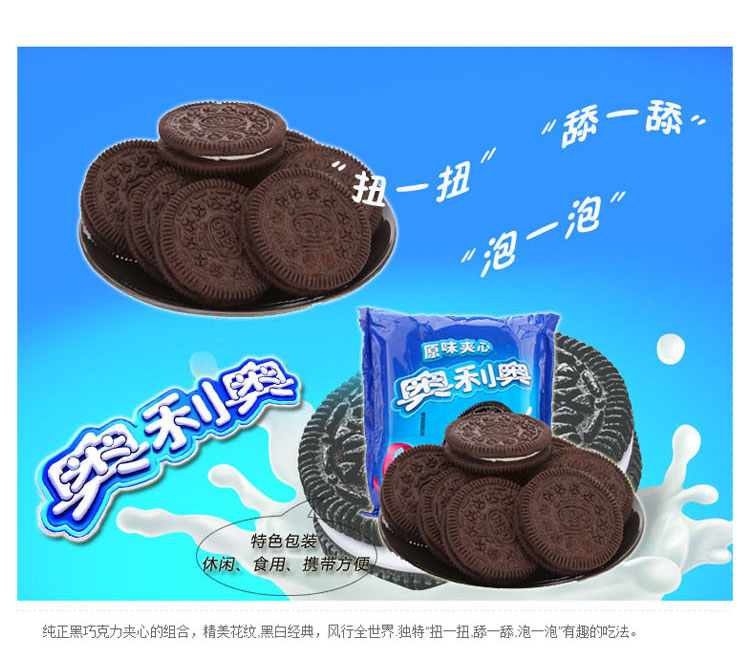 "舔一舔"
"扭一扭"
"泡一泡"
原味夹心
奥利奥
奥利奥
特色包装
休闲、食用、携带方便
纯正黑巧克力夹心的组合，精美花纹,黑白经典，风行全世界.独特"扭一扭,舔一舔,泡一泡"有趣的吃法。